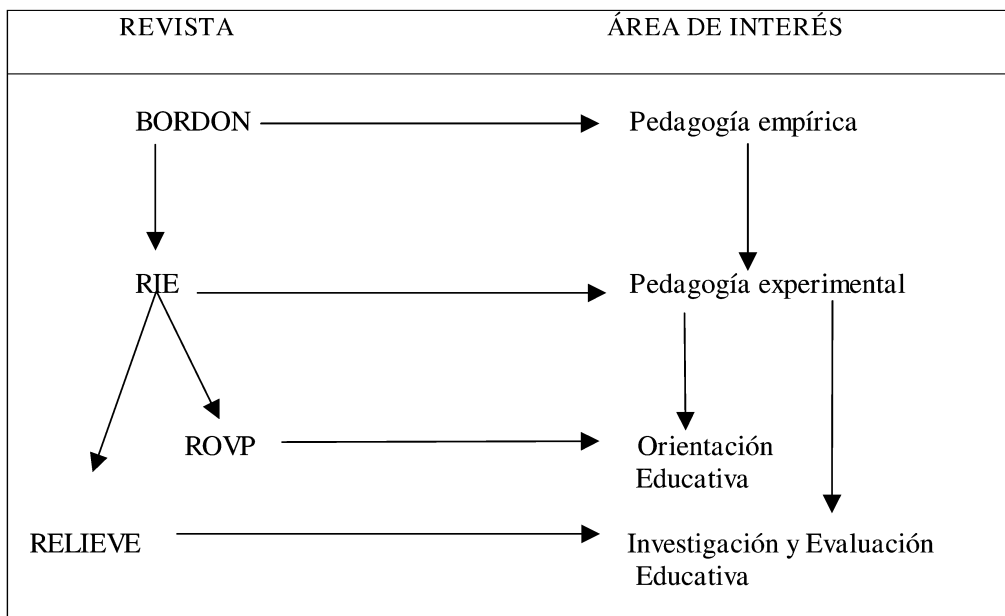 REVISTA ÁREA DE INTERÉS
BORDON Pedagogía empírica
RIE Pedagogía experimental
ROVP Orientación
Educativa
RELIEVE Investigación y Evaluación
Educativa